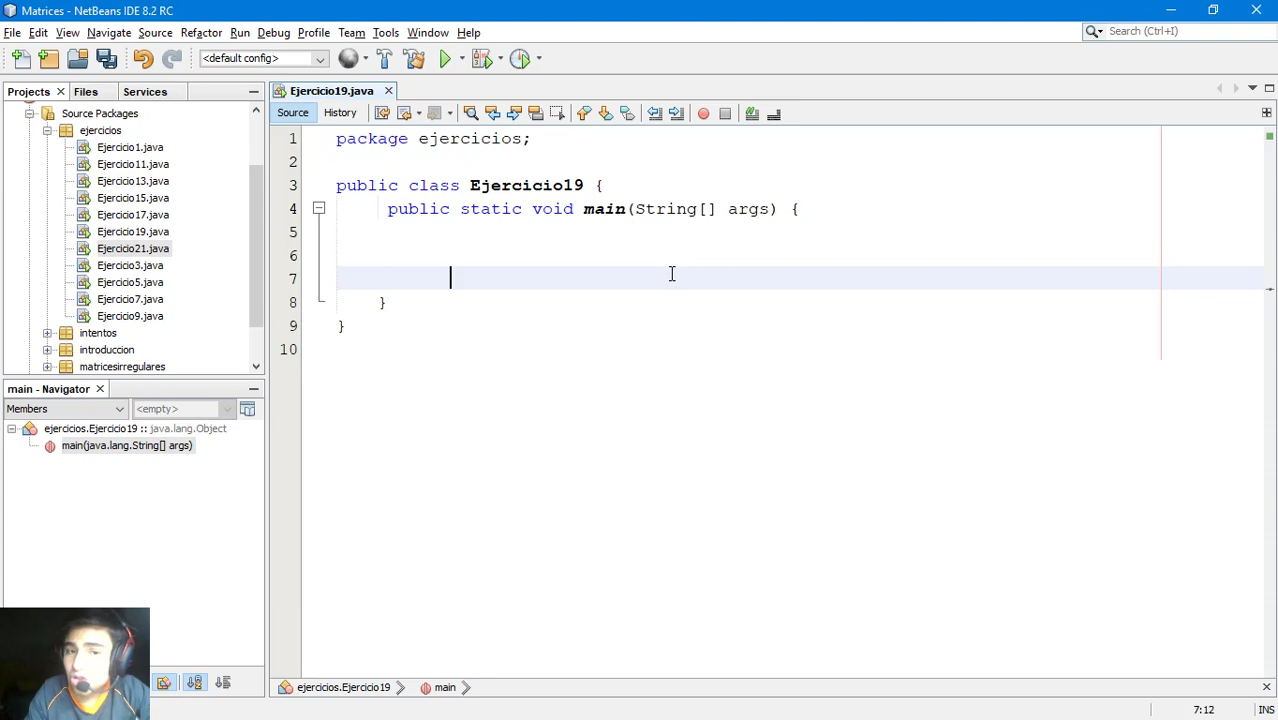 Matrices - NetBeans IDE 8.2 RC
File Edit View Navigate Source Refactor Run Debug Profile Team Tools Window Help
Search (Ctrl+I)
<default config>
Projects Files Services
Ejercicio19.java
Source History
Source Packages
ejercicios
Ejercicio1.java
Ejercicio11.java
Ejercicio13.java
Ejercicio15.java
Ejercicio17.java
Ejercicio19.java
Ejercicio21.java
Ejercicio3.java
Ejercicio5.java
Ejercicio7.java
Ejercicio9.java
intentos
introduccion
matricesirregulares
1 package ejercicios;
2
3 public class Ejercicio19 {
4 public static void main(String[] args) {
5
6
7
8 }
9 }
10
main - Navigator
Members <empty>
ejercicios.Ejercicio19 :: java.lang.Object
main(java.lang.String[] args)
ejercicios.Ejercicio19 main
7:12 INS